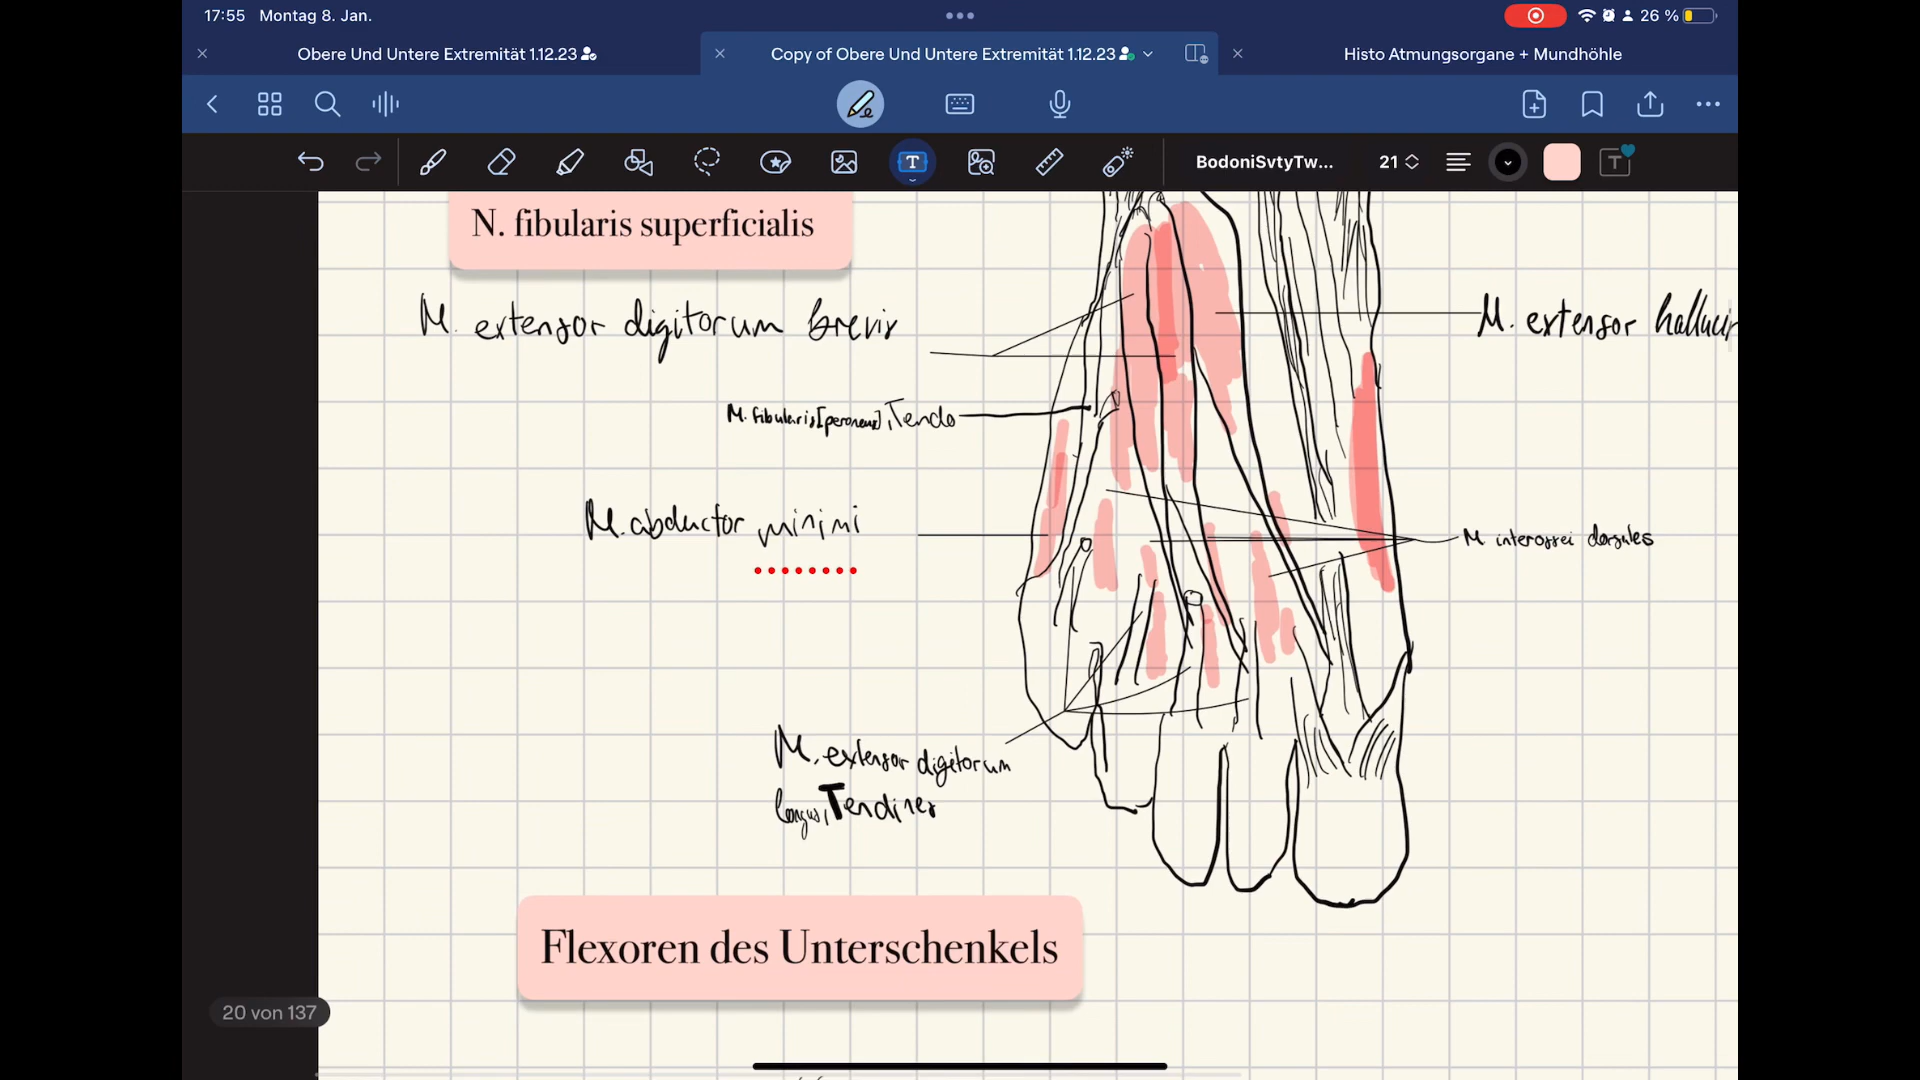 17:55 Montag 8. Jan.
26 %
Obere Und Untere Extremität 1.12.23
Copy of Obere Und Untere Extremität 1.12.23
Histo Atmungsorgane + Mundhöhle
BodoniSvtyTw...
21
N. fibularis superficialis
M. extensor digitorum brevis
M. extensor halluci
M. fibularis[peroneus], Tendo
M. abductor minimi
M interossei dorsales
M. extensor digitorum
longus, Tendines
Flexoren des Unterschenkels
20 von 137